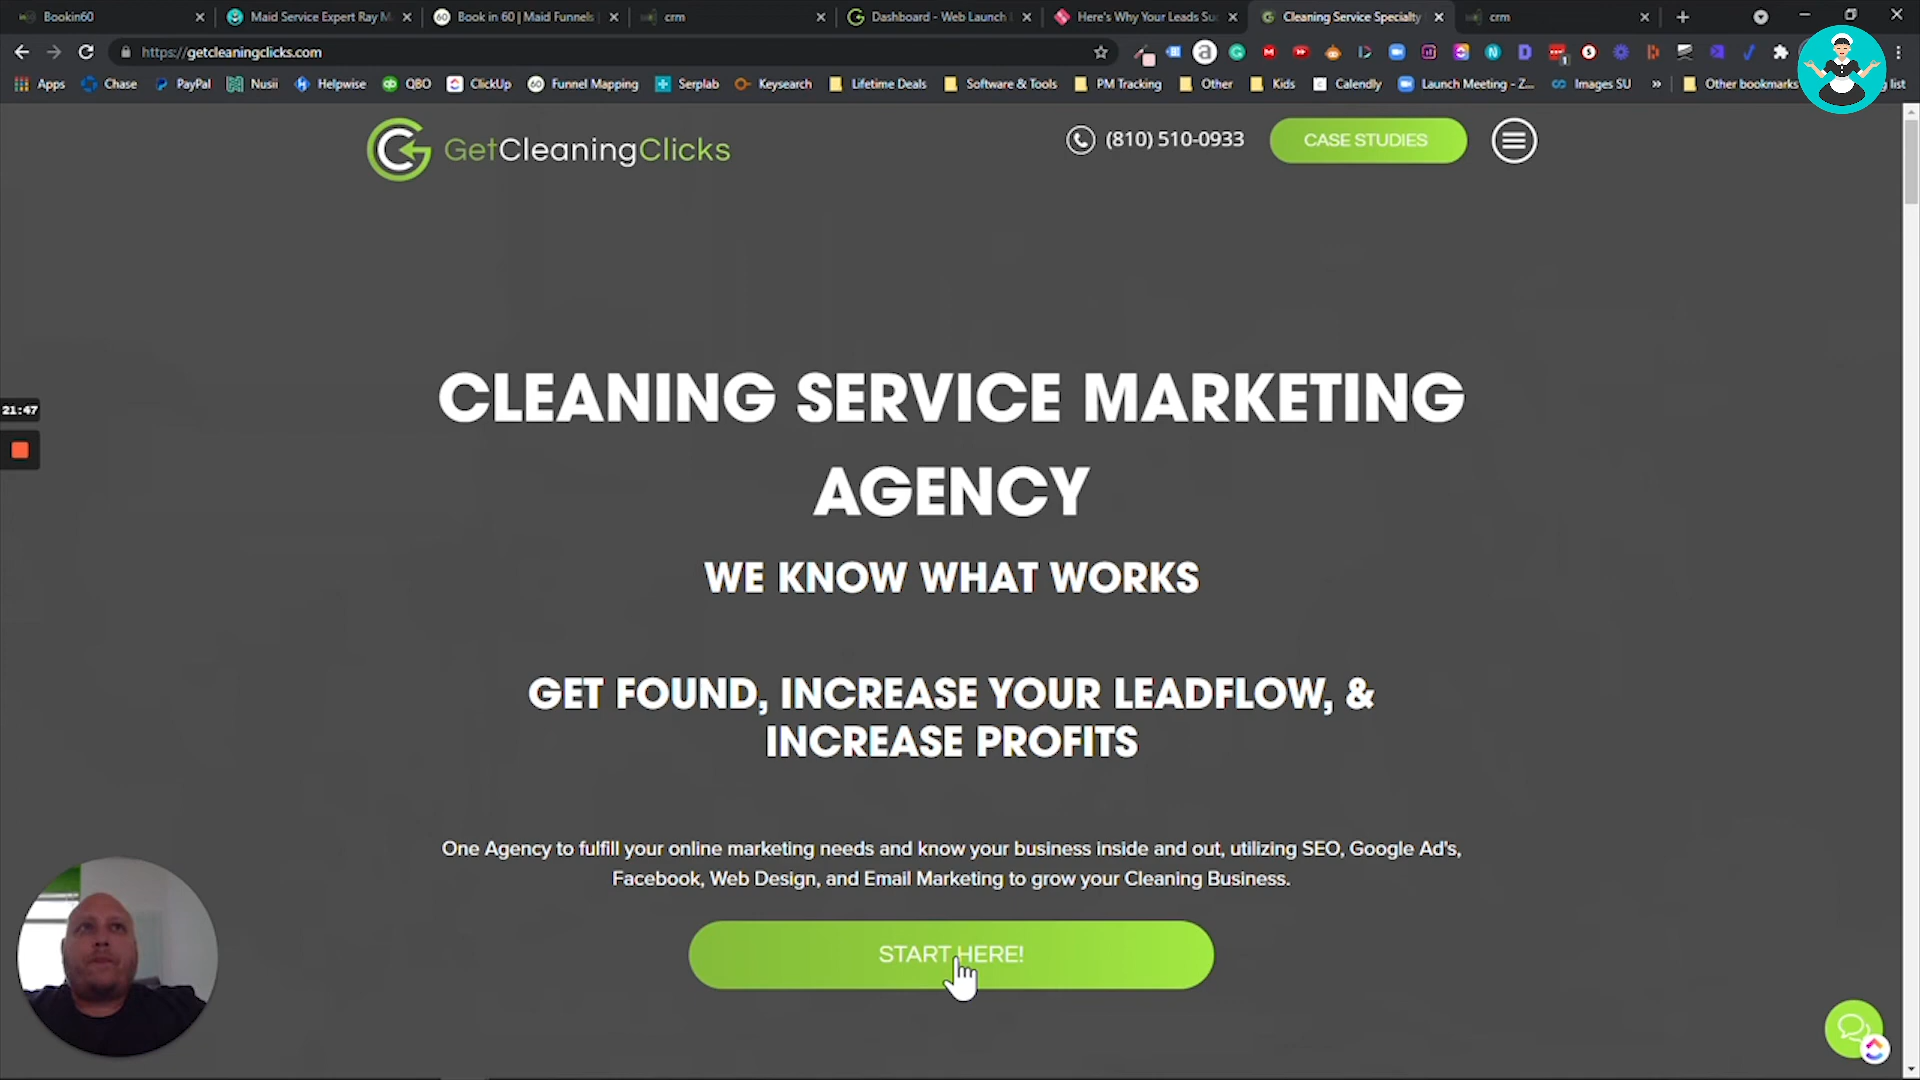 Bookin60
Maid Service Expert Ray M
Book in 60 | Maid Funnels
crm
Dashboard - Web Launch
Here's Why Your Leads Su
Cleaning Service Specialty
crm
https://getcleaningclicks.com
Apps
Chase
PayPal
Nusii
Helpwise
QBO
ClickUp
Funnel Mapping
Serplab
Keysearch
Lifetime Deals
Software & Tools
PM Tracking
Other
Kids
Calendly
Launch Meeting - Z...
Images SU
»
Other bookmarks
g list
GetCleaningClicks
(810) 510-0933
CASE STUDIES
21:47
CLEANING SERVICE MARKETING
AGENCY
WE KNOW WHAT WORKS
GET FOUND, INCREASE YOUR LEADFLOW, &
INCREASE PROFITS
One Agency to fulfill your online marketing needs and know your business inside and out, utilizing SEO, Google Ad's,
Facebook, Web Design, and Email Marketing to grow your Cleaning Business.
START HERE!